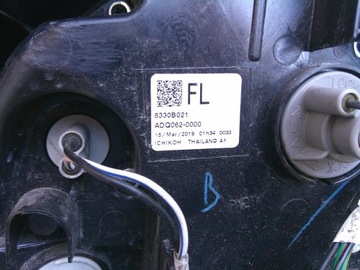 FL
8330B021
ADQ062-0000
15/Mar/2019 01h34 0033
ICHIKOH THAILAND A1
B